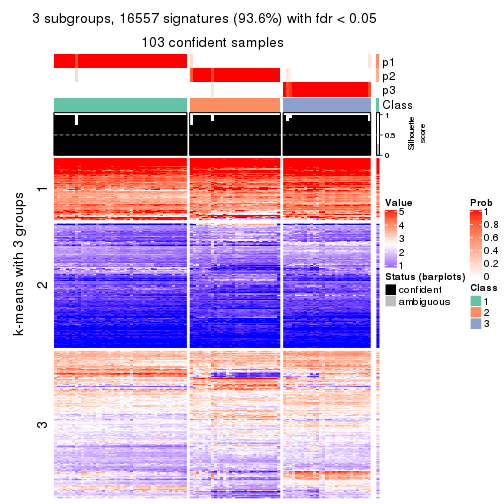 3 subgroups, 16557 signatures (93.6%) with fdr < 0.05
103 confident samples
p1
p2
p3
Class
1
0.5
0
Silhouette
score
k-means with 3 groups
1
2
3
Value
5
4
3
2
1
Status (barplots)
confident
ambiguous
Prob
1
0.8
0.6
0.4
0.2
0
Class
1
2
3